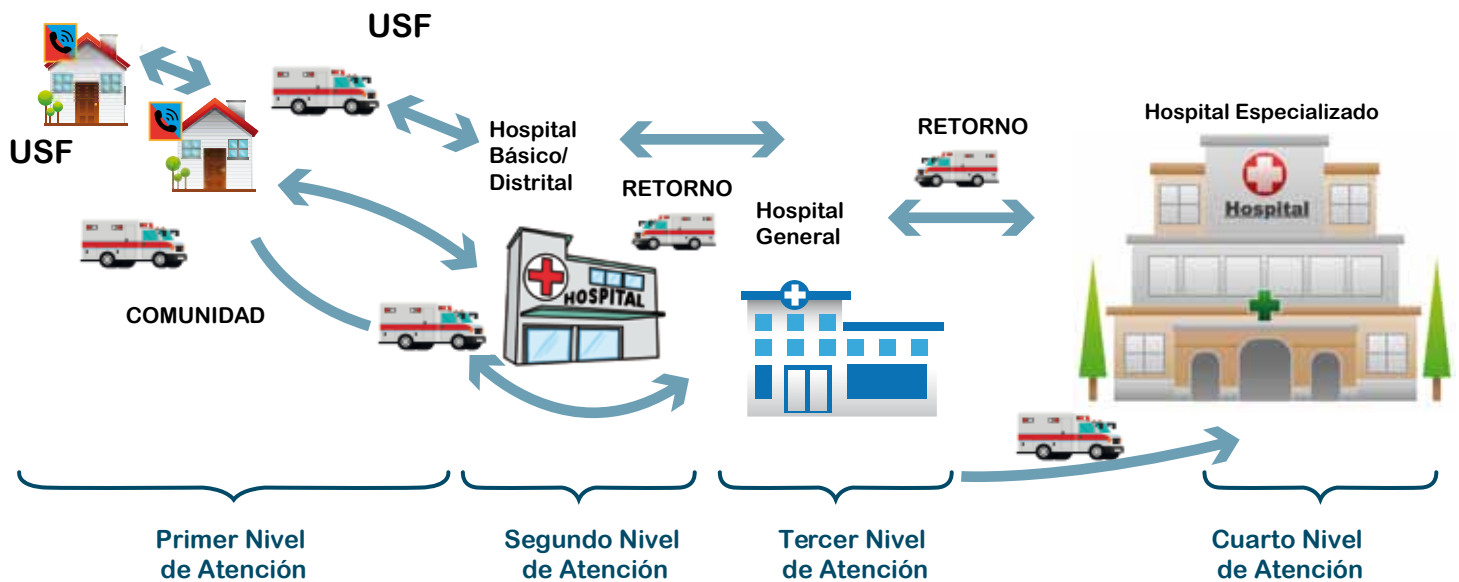 USF
USF
COMUNIDAD
Hospital
Básico/
Distrital
RETORNO
HOSPITAL
Hospital
General
RETORNO
Hospital Especializado
Hospital
Primer Nivel
de Atención
Segundo Nivel
de Atención
Tercer Nivel
de Atención
Cuarto Nivel
de Atención